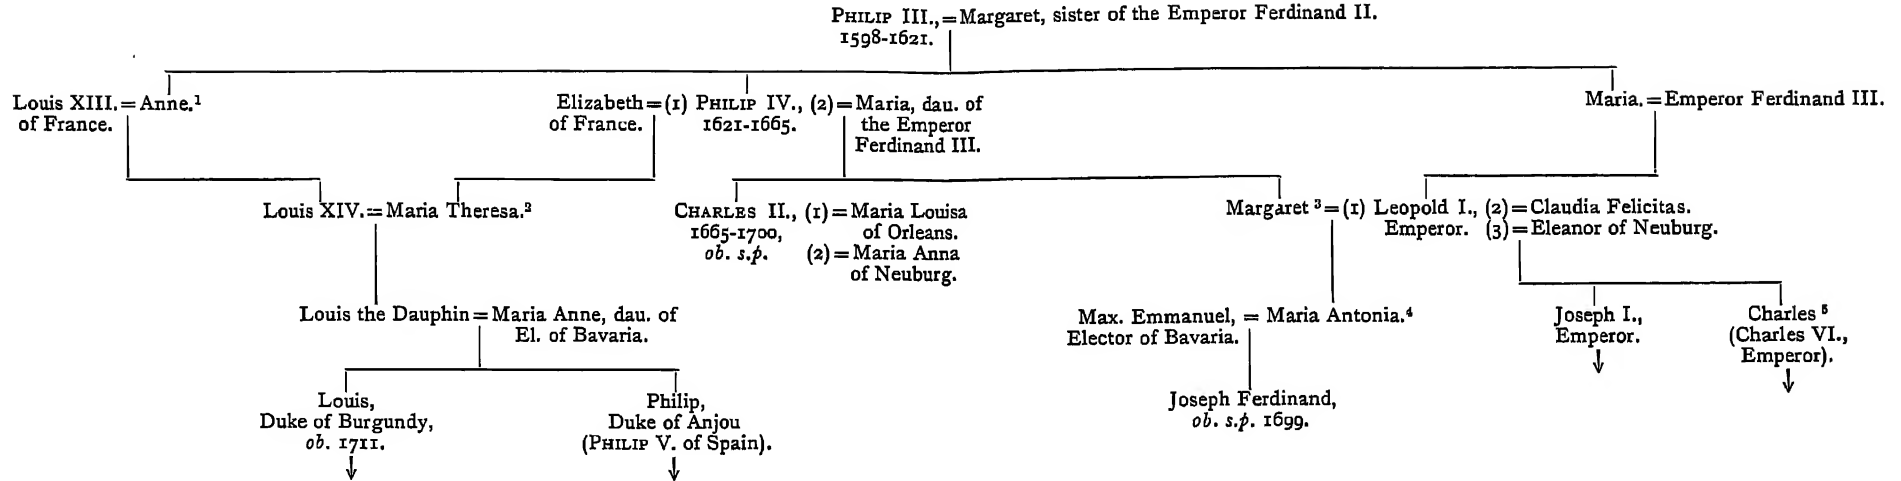 PHILIP III., = Margaret, sister of the Emperor Ferdinand II.
1598-1621.
Louis XIII. = Anne.¹
of France.
Elizabeth = (1) PHILIP IV., (2) = Maria, dau. of
of France. 1621-1665. the Emperor
Ferdinand III.
Maria. = Emperor Ferdinand III.
Louis XIV. = Maria Theresa.²
CHARLES II., (1) = Maria Louisa
1665-1700, of Orleans.
ob. s.p. (2) = Maria Anna
of Neuburg.
Margaret ³ = (1) Leopold I., (2) = Claudia Felicitas.
Emperor. (3) = Eleanor of Neuburg.
Louis the Dauphin = Maria Anne, dau. of
El. of Bavaria.
Max. Emmanuel, = Maria Antonia.⁴
Elector of Bavaria.
Joseph I.,
Emperor.
Charles ⁵
(Charles VI.,
Emperor).
Louis,
Duke of Burgundy,
ob. 1711.
Philip,
Duke of Anjou
(PHILIP V. of Spain).
Joseph Ferdinand,
ob. s.p. 1699.